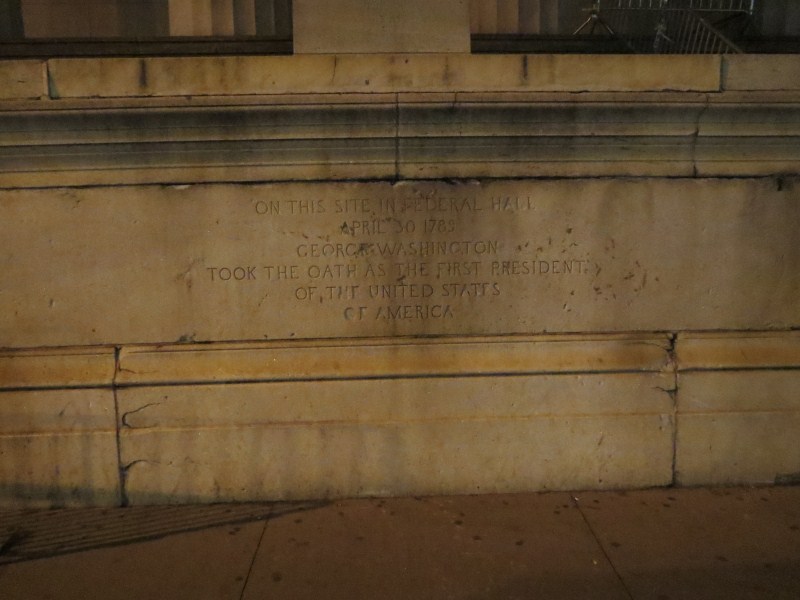 ON THIS SITE IN FEDERAL HALL
APRIL 30 1789
GEORGE WASHINGTON
TOOK THE OATH AS THE FIRST PRESIDENT
OF THE UNITED STATES
OF AMERICA